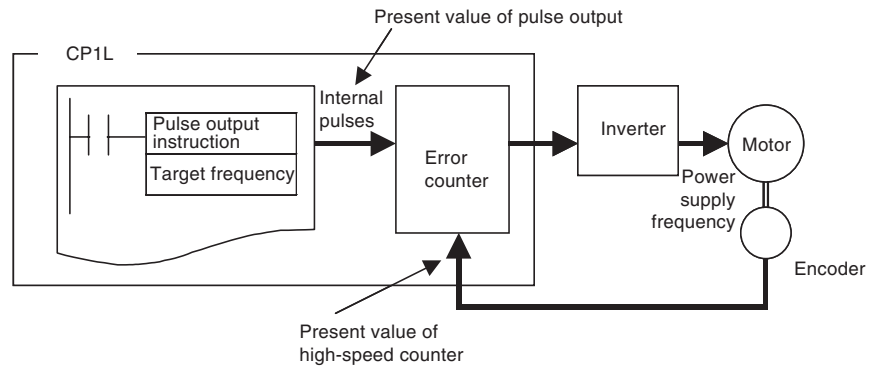 Present value of pulse output
CP1L
Internal
pulses
Pulse output
instruction
Target frequency
Error
counter
Inverter
Motor
Power
supply
frequency
Encoder
Present value of
high-speed counter